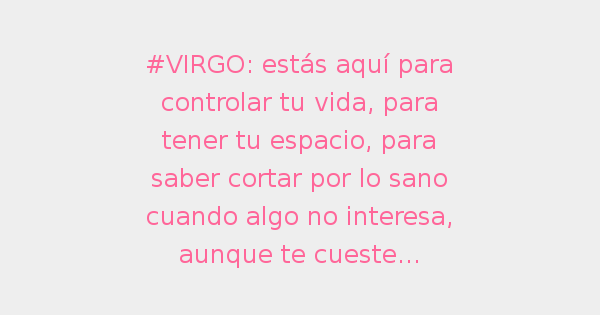 #VIRGO: estás aquí para
controlar tu vida, para
tener tu espacio, para
saber cortar por lo sano
cuando algo no interesa,
aunque te cueste...